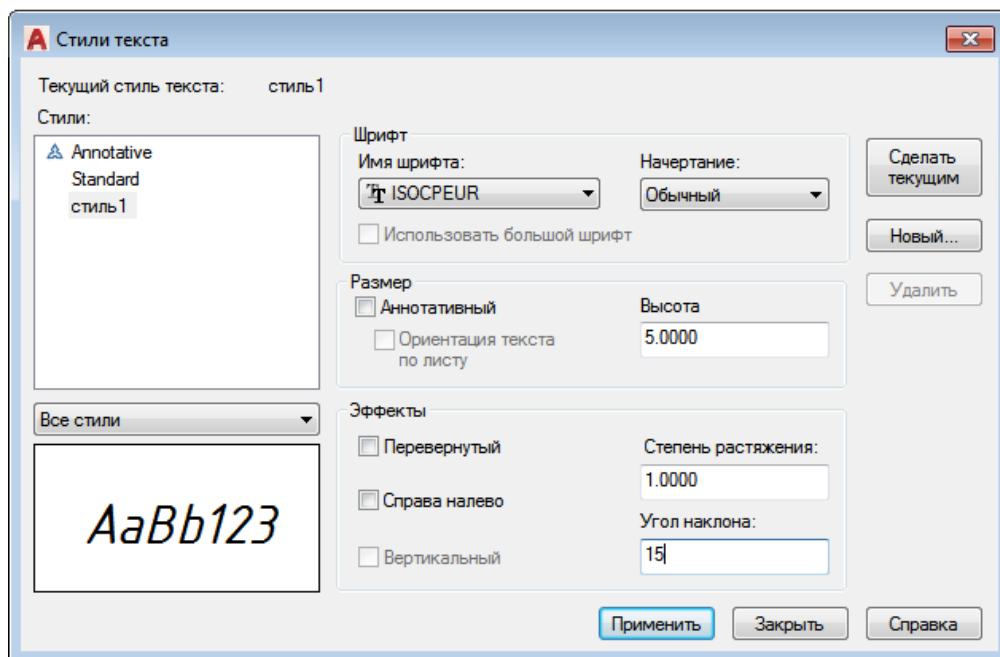 Стили текста
Текущий стиль текста: стиль1
Стили:
Annotative
Standard
стиль1
Все стили
AaBb123
Шрифт
Имя шрифта:
ISOCPEUR
Начертание:
Обычный
Использовать большой шрифт
Размер
Аннотативный
Ориентация текста
по листу
Высота
5.0000
Эффекты
Перевернутый
Справа налево
Вертикальный
Степень растяжения:
1.0000
Угол наклона:
15
Сделать
текущим
Новый...
Удалить
Применить
Закрыть
Справка